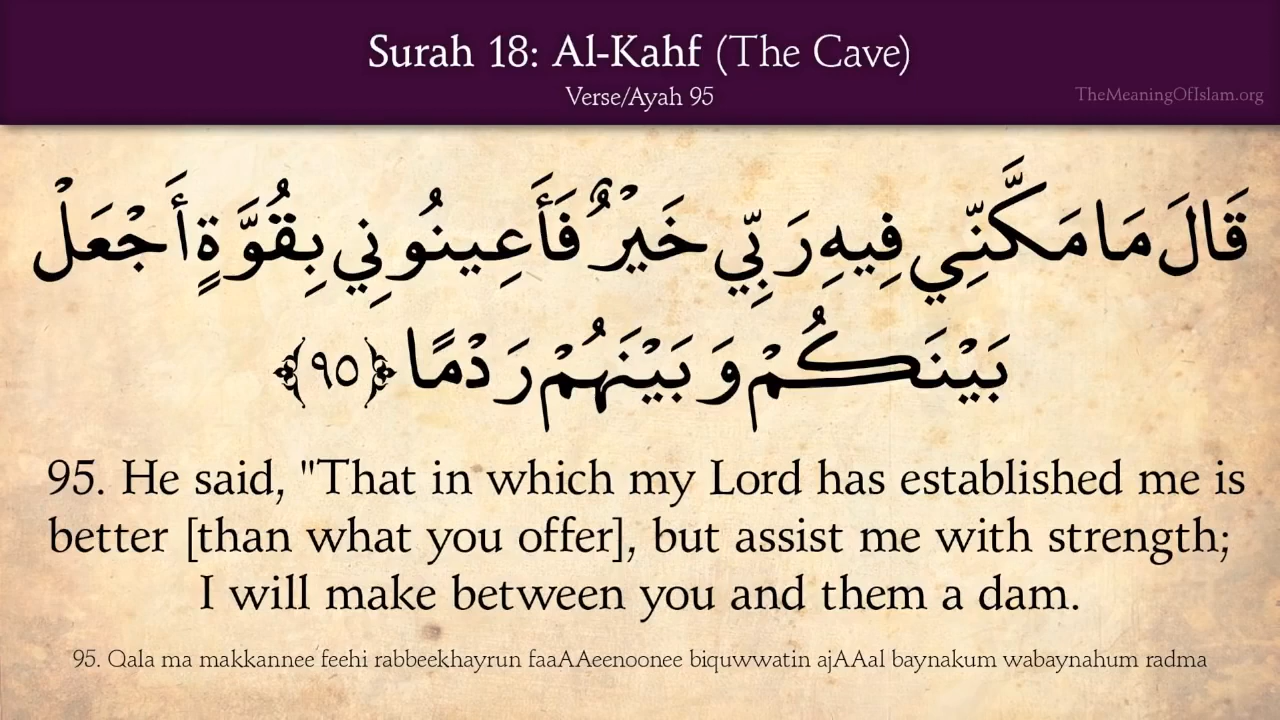 Surah 18: Al-Kahf (The Cave)
Verse/Ayah 95
TheMeaningOfIslam.org
قَالَ مَا مَكَّنِّي فِيهِ رَبِّي خَيْرٌ فَأَعِينُونِي بِقُوَّةٍ أَجْعَلْ
بَيْنَكُمْ وَبَيْنَهُمْ رَدْمًا ﴿٩٥﴾
95. He said, "That in which my Lord has established me is
better [than what you offer], but assist me with strength;
I will make between you and them a dam.
95. Qala ma makkannee feehi rabbeekhayrun faaAAeenoonee biquwwatin ajAAal baynakum wabaynahum radma